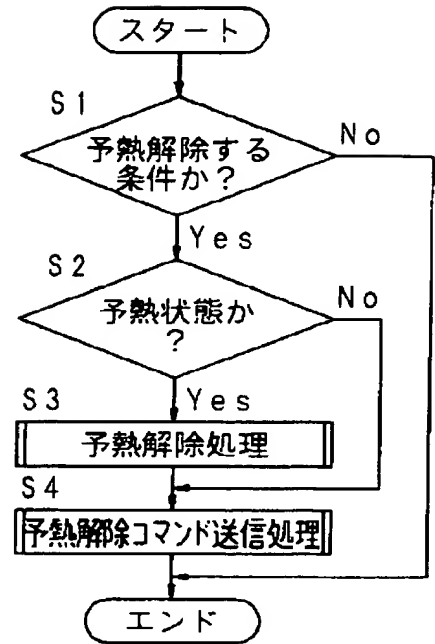 スタート
S1
予熱解除する
条件か?
No
Yes
S2
予熱状態か
?
No
Yes
S3
予熱解除処理
S4
予熱解除コマンド送信処理
エンド